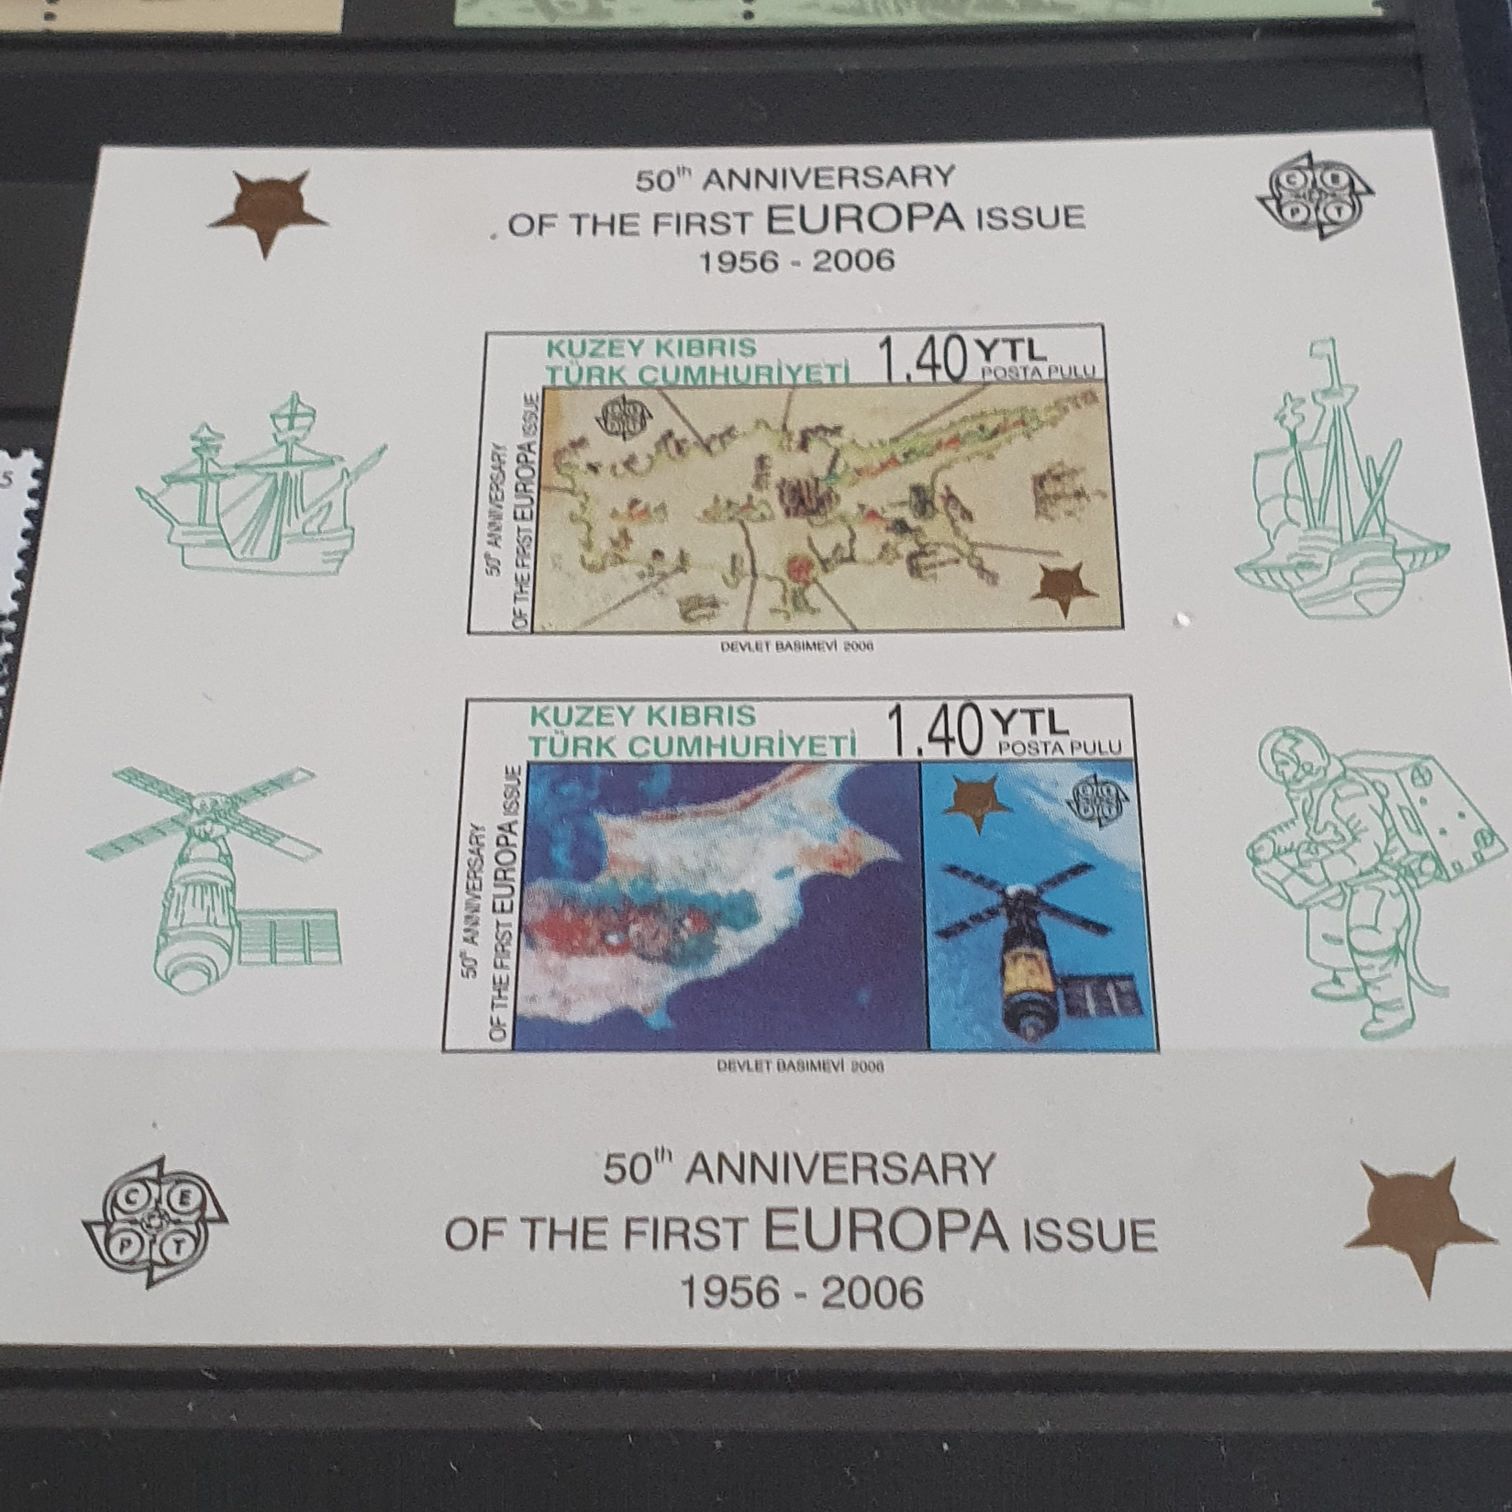 50th ANNIVERSARY
OF THE FIRST EUROPA ISSUE
1956 - 2006
C E
P T
KUZEY KIBRIS
TÜRK CUMHURİYETİ
1.40 YTL
POSTA PULU
50th ANNIVERSARY
OF THE FIRST EUROPA ISSUE
DEVLET BASIMEVİ 2006
KUZEY KIBRIS
TÜRK CUMHURİYETİ
1.40 YTL
POSTA PULU
50th ANNIVERSARY
OF THE FIRST EUROPA ISSUE
DEVLET BASIMEVİ 2006
C E
P T
50th ANNIVERSARY
OF THE FIRST EUROPA ISSUE
1956 - 2006